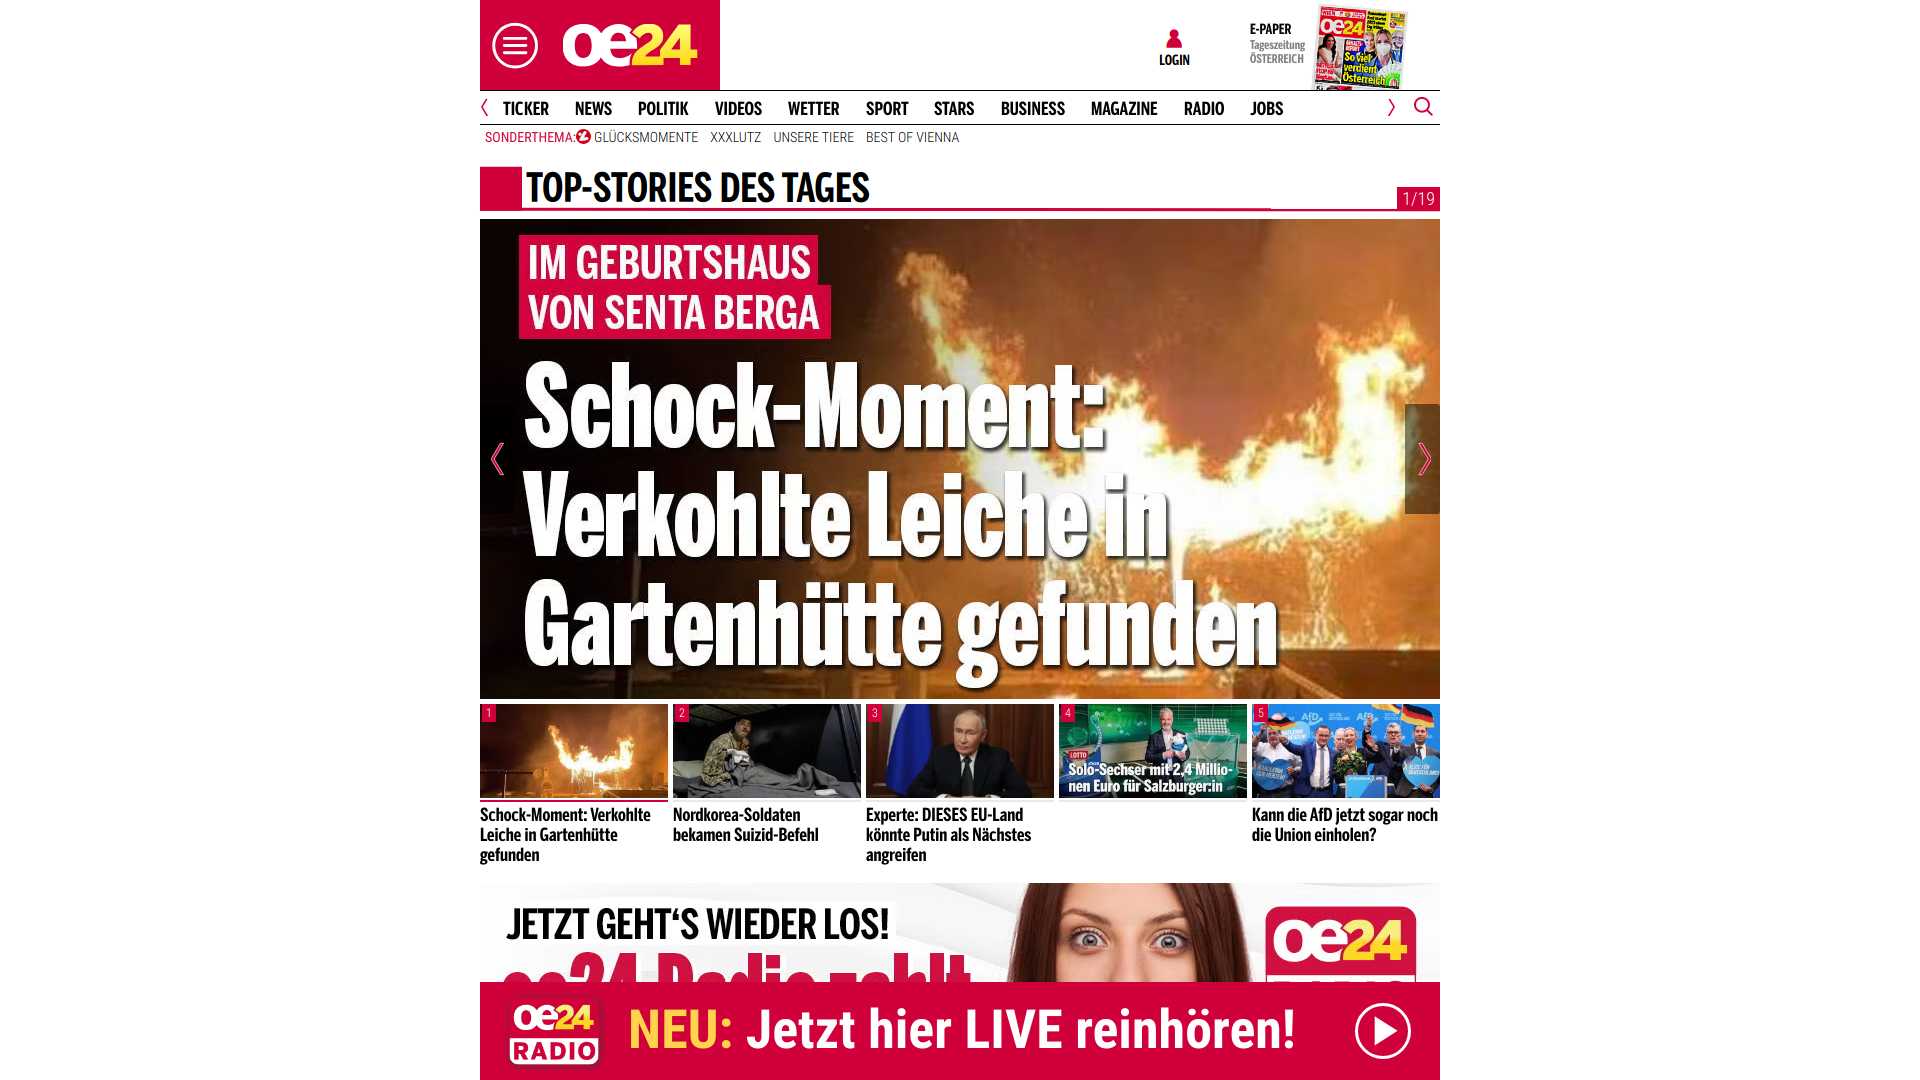 oe24
LOGIN
E-PAPER
Tageszeitung
ÖSTERREICH
oe24
So viel
verdient
Österreich
TICKER NEWS POLITIK VIDEOS WETTER SPORT STARS BUSINESS MAGAZINE RADIO JOBS
SONDERTHEMA: GLÜCKSMOMENTE XXXLUTZ UNSERE TIERE BEST OF VIENNA
TOP-STORIES DES TAGES
1/19
IM GEBURTSHAUS
VON SENTA BERGA
Schock-Moment:
Verkohlte Leiche in
Gartenhütte gefunden
1
2
3
4
5
LOTTO
Solo-Sechser mit 2,4 Millio-
nen Euro für Salzburger:in
AfD
AfD
AfD
Schock-Moment: Verkohlte
Leiche in Gartenhütte
gefunden
Nordkorea-Soldaten
bekamen Suizid-Befehl
Experte: DIESES EU-Land
könnte Putin als Nächstes
angreifen
Kann die AfD jetzt sogar noch
die Union einholen?
JETZT GEHT‘S WIEDER LOS!
oe24 Radio zahlt
oe24
oe24
RADIO
NEU: Jetzt hier LIVE reinhören!